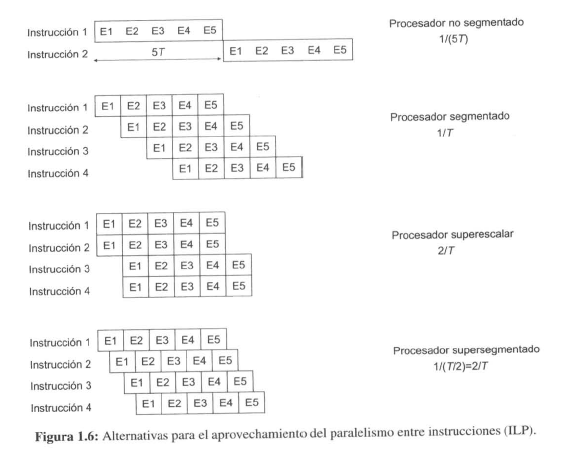 Instrucción 1 E1 E2 E3 E4 E5
Instrucción 2 5T E1 E2 E3 E4 E5
Procesador no segmentado
1/(5T)
Instrucción 1 E1 E2 E3 E4 E5
Instrucción 2 E1 E2 E3 E4 E5
Instrucción 3 E1 E2 E3 E4 E5
Instrucción 4 E1 E2 E3 E4 E5
Procesador segmentado
1/T
Instrucción 1 E1 E2 E3 E4 E5
Instrucción 2 E1 E2 E3 E4 E5
Instrucción 3 E1 E2 E3 E4 E5
Instrucción 4 E1 E2 E3 E4 E5
Procesador superescalar
2/T
Instrucción 1 E1 E2 E3 E4 E5
Instrucción 2 E1 E2 E3 E4 E5
Instrucción 3 E1 E2 E3 E4 E5
Instrucción 4 E1 E2 E3 E4 E5
Procesador supersegmentado
1/(T/2)=2/T
Figura 1.6: Alternativas para el aprovechamiento del paralelismo entre instrucciones (ILP).